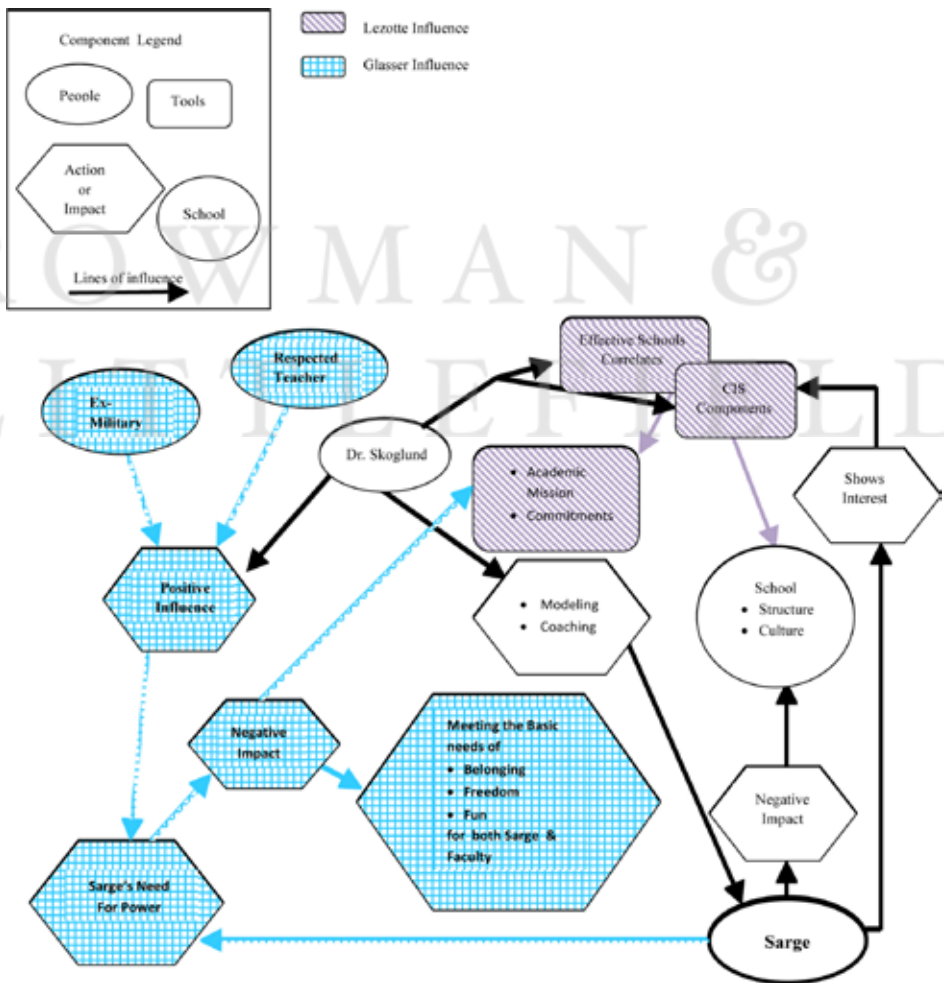 Component Legend
People
Tools
Action
or
Impact
School
Lines of influence
Lezotte Influence
Glasser Influence
ROWMAN &
LITTLEFIELD
Effective Schools
Correlates
CIS
Components
Respected
Teacher
Ex-
Military
Dr. Skoglund
• Academic
Mission
• Commitments
Shows
Interest
Positive
Influence
• Modeling
• Coaching
School
• Structure
• Culture
Negative
Impact
Meeting the Basic
needs of
• Belonging
• Freedom
• Fun
for both Sarge &
Faculty
Negative
Impact
Sarge's Need
For Power
Sarge